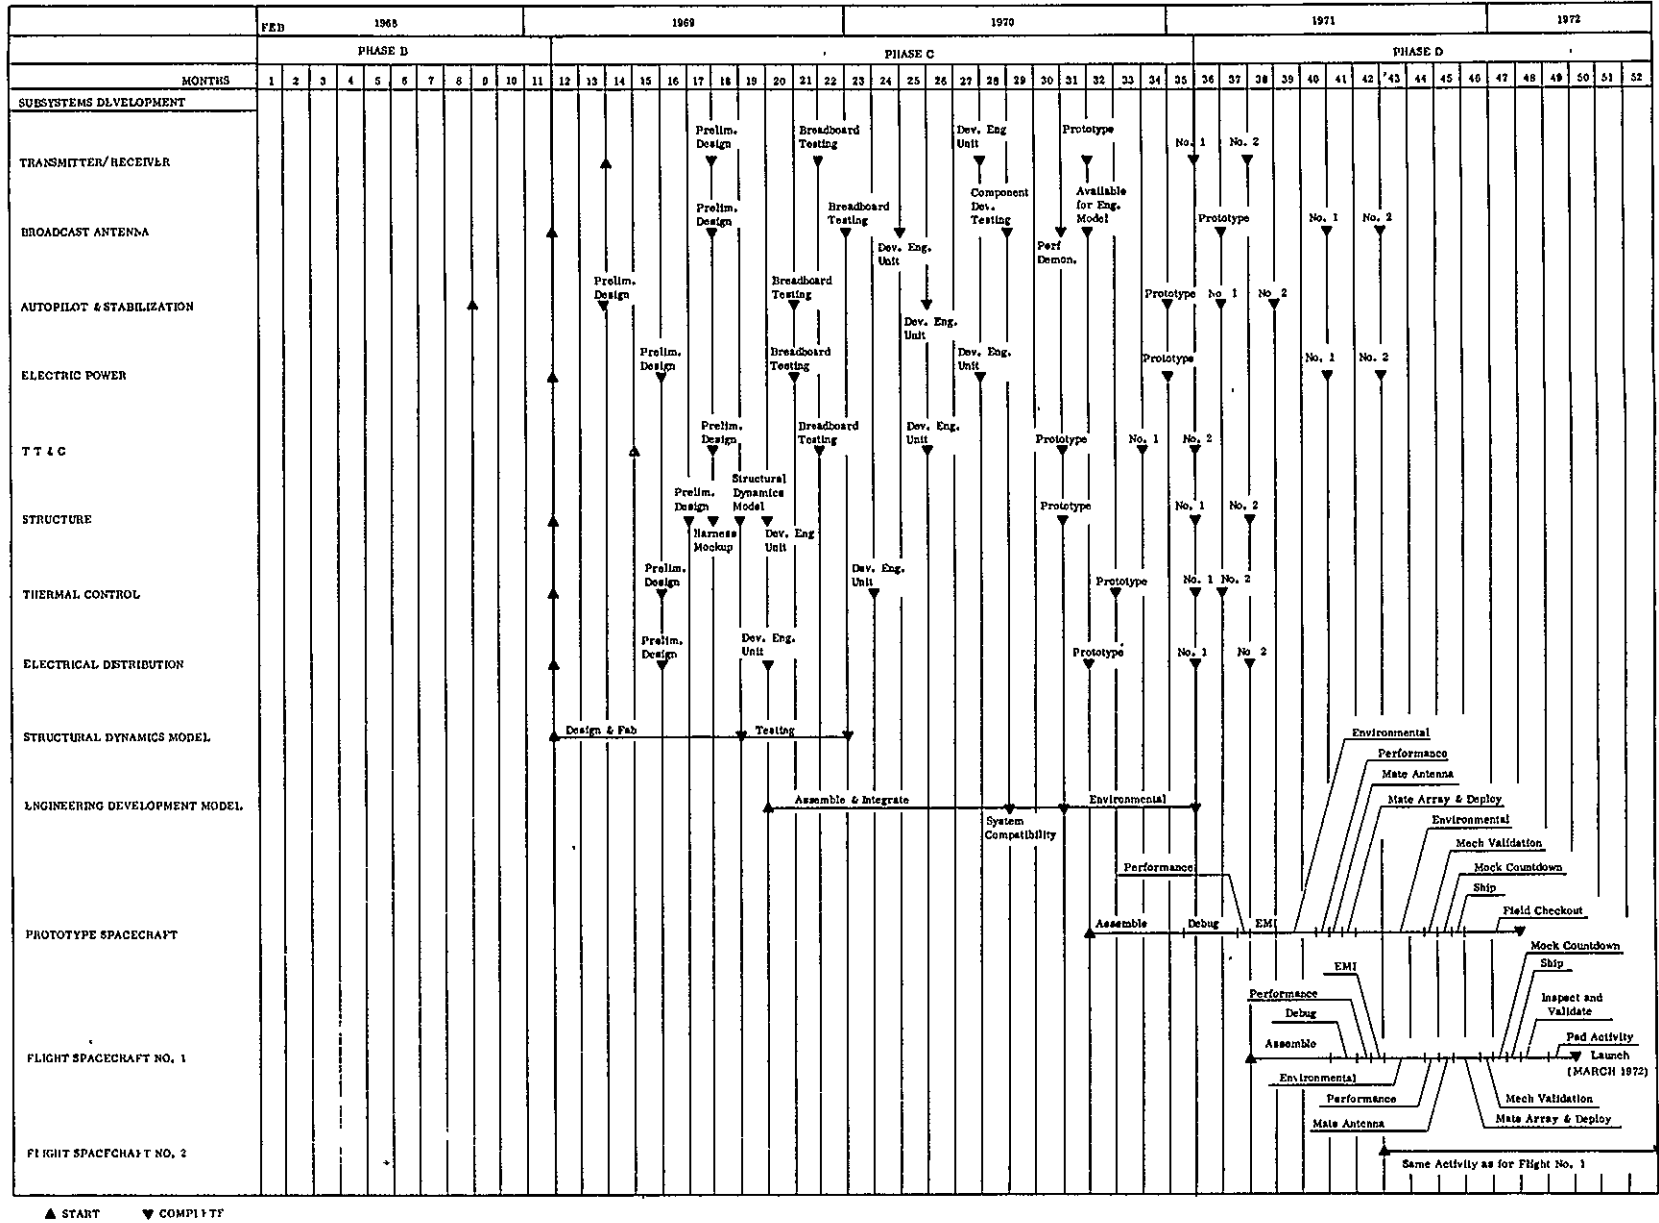 FEB 1968 1969 1970 1971 1972
PHASE B PHASE C PHASE D
MONTHS 1 2 3 4 5 6 7 8 9 10 11 12 13 14 15 16 17 18 19 20 21 22 23 24 25 26 27 28 29 30 31 32 33 34 35 36 37 38 39 40 41 42 43 44 45 46 47 48 49 50 51 52
SUBSYSTEMS DEVELOPMENT
TRANSMITTER/RECEIVER
Prelim.
Design
Breadboard
Testing
Dev. Eng
Unit
Prototype
No. 1
No. 2
BROADCAST ANTENNA
Prelim.
Design
Breadboard
Testing
Dev. Eng.
Unit
Component
Dev.
Testing
Perf
Demon.
Available
for Eng.
Model
Prototype
No. 1
No. 2
AUTOPILOT & STABILIZATION
Prelim.
Design
Breadboard
Testing
Dev. Eng.
Unit
Prototype
No. 1
No. 2
ELECTRIC POWER
Prelim.
Design
Breadboard
Testing
Dev. Eng.
Unit
Prototype
No. 1
No. 2
T T & C
Prelim.
Design
Breadboard
Testing
Dev. Eng.
Unit
Prototype
No. 1
No. 2
STRUCTURE
Prelim.
Design
Harness
Mockup
Structural
Dynamics
Model
Dev. Eng
Unit
Prototype
No. 1
No. 2
THERMAL CONTROL
Prelim.
Design
Dev. Eng.
Unit
Prototype
No. 1
No. 2
ELECTRICAL DISTRIBUTION
Prelim.
Design
Dev. Eng.
Unit
Prototype
No. 1
No 2
STRUCTURAL DYNAMICS MODEL
Design & Fab
Testing
ENGINEERING DEVELOPMENT MODEL
Assemble & Integrate
System
Compatibility
Environmental
PROTOTYPE SPACECRAFT
Assemble
Debug
Performance
EMI
Environmental
Performance
Mate Antenna
Mate Array & Deploy
Environmental
Mech Validation
Mock Countdown
Ship
Field Checkout
FLIGHT SPACECRAFT NO. 1
Assemble
Debug
Performance
EMI
Environmental
Performance
Mate Antenna
Mate Array & Deploy
Mech Validation
Mock Countdown
Ship
Inspect and
Validate
Pad Activity
Launch
(MARCH 1972)
FLIGHT SPACECRAFT NO. 2
Same Activity as for Flight No. 1
▲ START ▼ COMPLETE